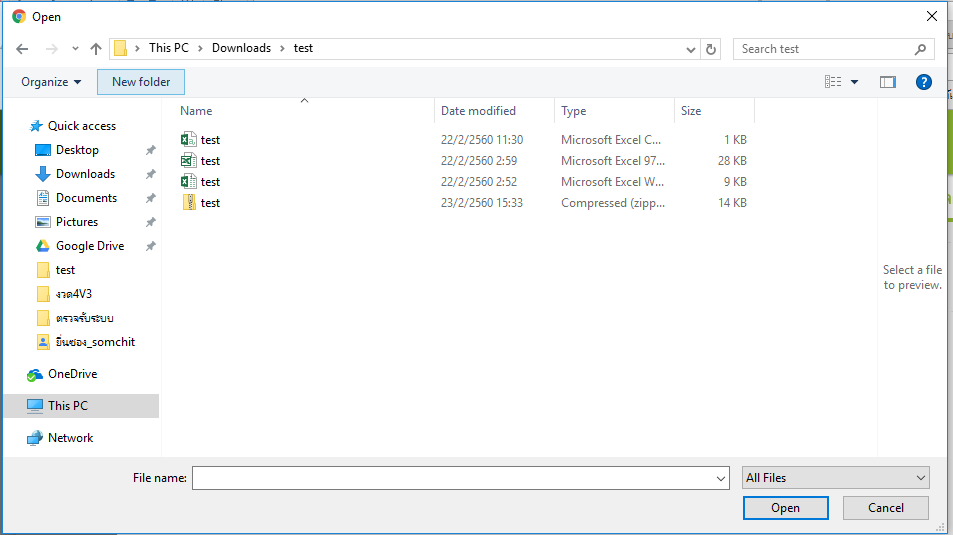 Open
This PC > Downloads > test
Search test
Organize
New folder
Name
Date modified
Type
Size
Quick access
Desktop
Downloads
Documents
Pictures
Google Drive
test
งวด4V3
ตรวจรับระบบ
ยื่นซอง_somchit
OneDrive
This PC
Network
test 22/2/2560 11:30 Microsoft Excel C... 1 KB
test 22/2/2560 2:59 Microsoft Excel 97... 28 KB
test 22/2/2560 2:52 Microsoft Excel W... 9 KB
test 23/2/2560 15:33 Compressed (zipp... 14 KB
Select a file
to preview.
File name:
All Files
Open
Cancel